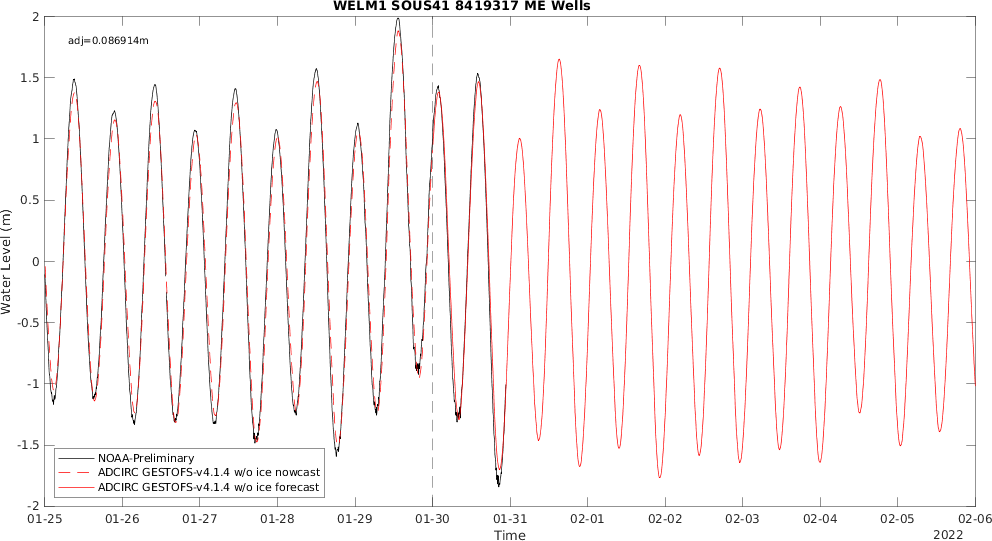 WELM1 SOUS41 8419317 ME Wells
adj=0.086914m
Water Level (m)
2
1.5
1
0.5
0
-0.5
-1
-1.5
-2
NOAA-Preliminary
ADCIRC GESTOFS-v4.1.4 w/o ice nowcast
ADCIRC GESTOFS-v4.1.4 w/o ice forecast
01-25 01-26 01-27 01-28 01-29 01-30 01-31 02-01 02-02 02-03 02-04 02-05 02-06
Time
2022